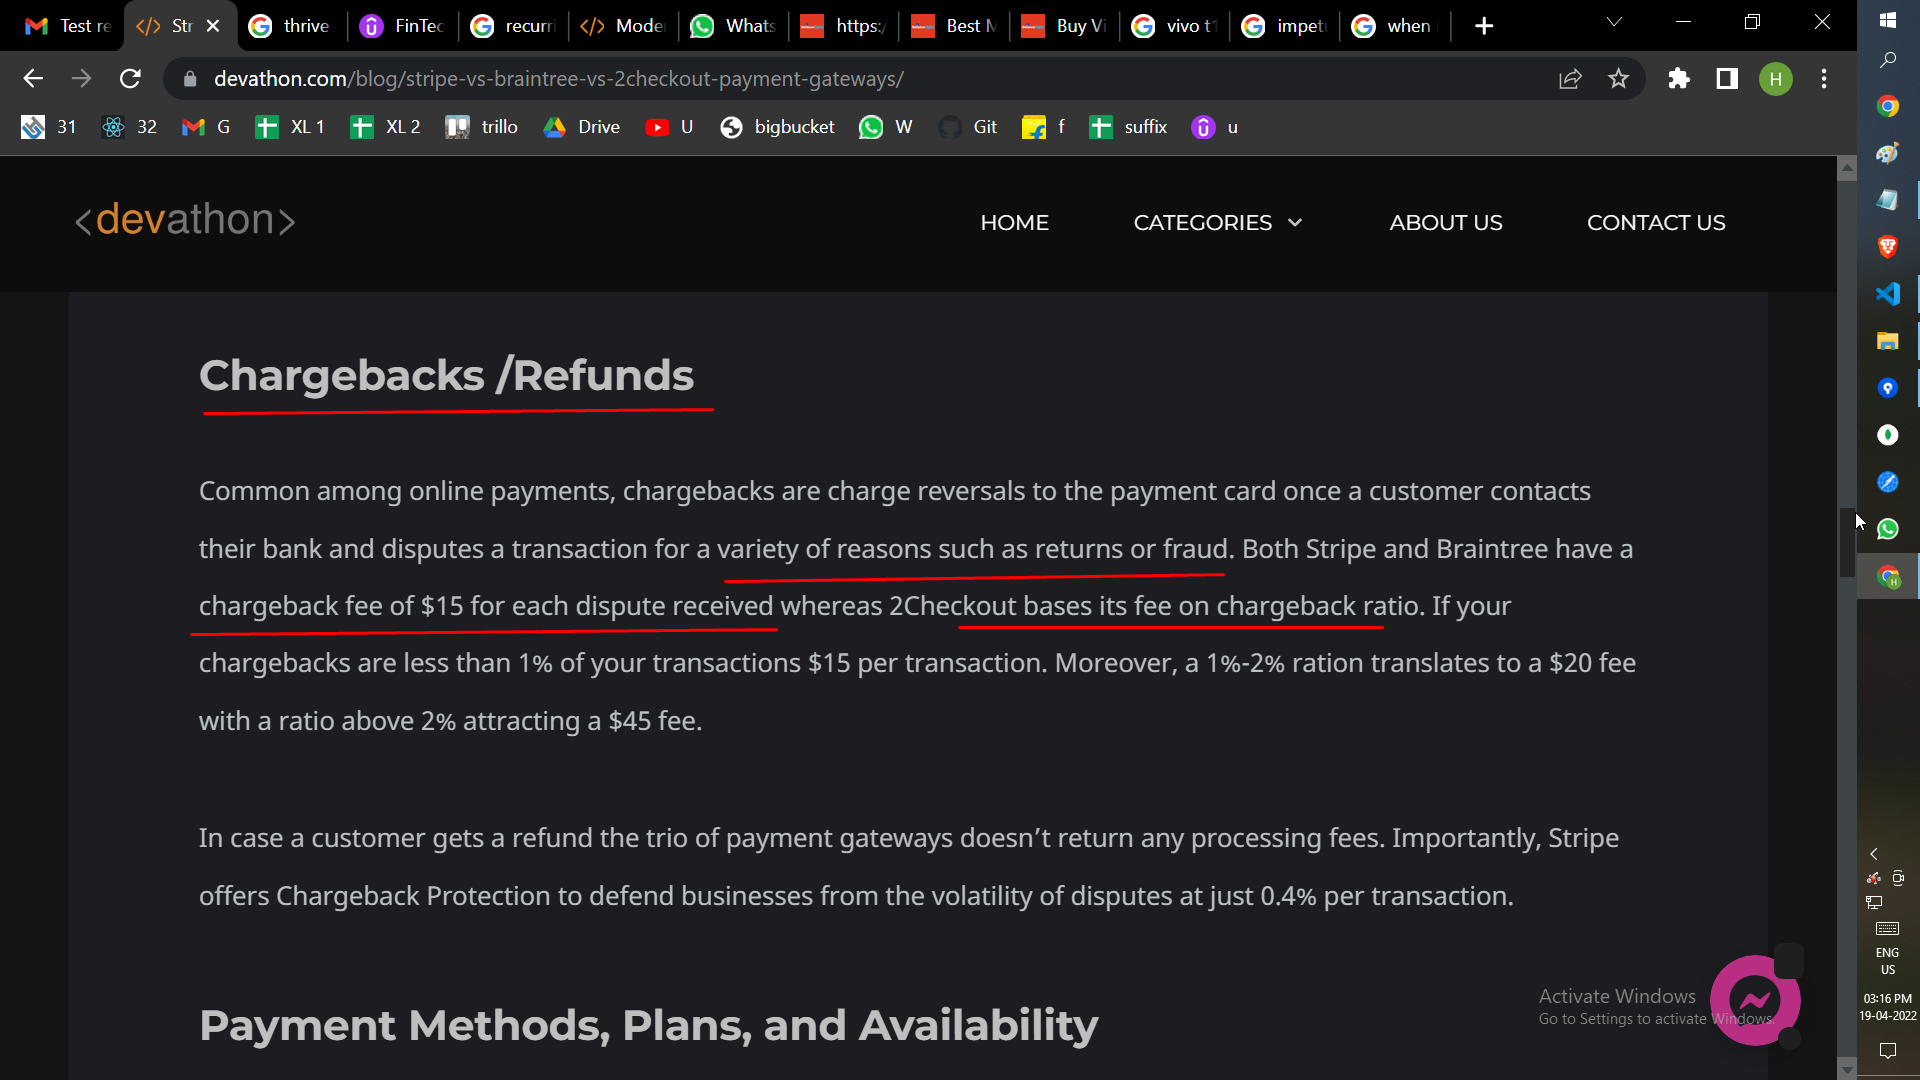 Test re
Str
thrive
FinTec
recurri
Moder
Whats
https:/
Best M
Buy Vi
vivo t1
impetu
when
devathon.com/blog/stripe-vs-braintree-vs-2checkout-payment-gateways/
H
31
32
G
XL 1
XL 2
trillo
Drive
U
bigbucket
W
Git
f
suffix
u
<devathon>
HOME
CATEGORIES
ABOUT US
CONTACT US
Chargebacks /Refunds
Common among online payments, chargebacks are charge reversals to the payment card once a customer contacts
their bank and disputes a transaction for a variety of reasons such as returns or fraud. Both Stripe and Braintree have a
chargeback fee of $15 for each dispute received whereas 2Checkout bases its fee on chargeback ratio. If your
chargebacks are less than 1% of your transactions $15 per transaction. Moreover, a 1%-2% ration translates to a $20 fee
with a ratio above 2% attracting a $45 fee.
In case a customer gets a refund the trio of payment gateways doesn't return any processing fees. Importantly, Stripe
offers Chargeback Protection to defend businesses from the volatility of disputes at just 0.4% per transaction.
Payment Methods, Plans, and Availability
Activate Windows
Go to Settings to activate Windows.
ENG
US
03:16 PM
19-04-2022